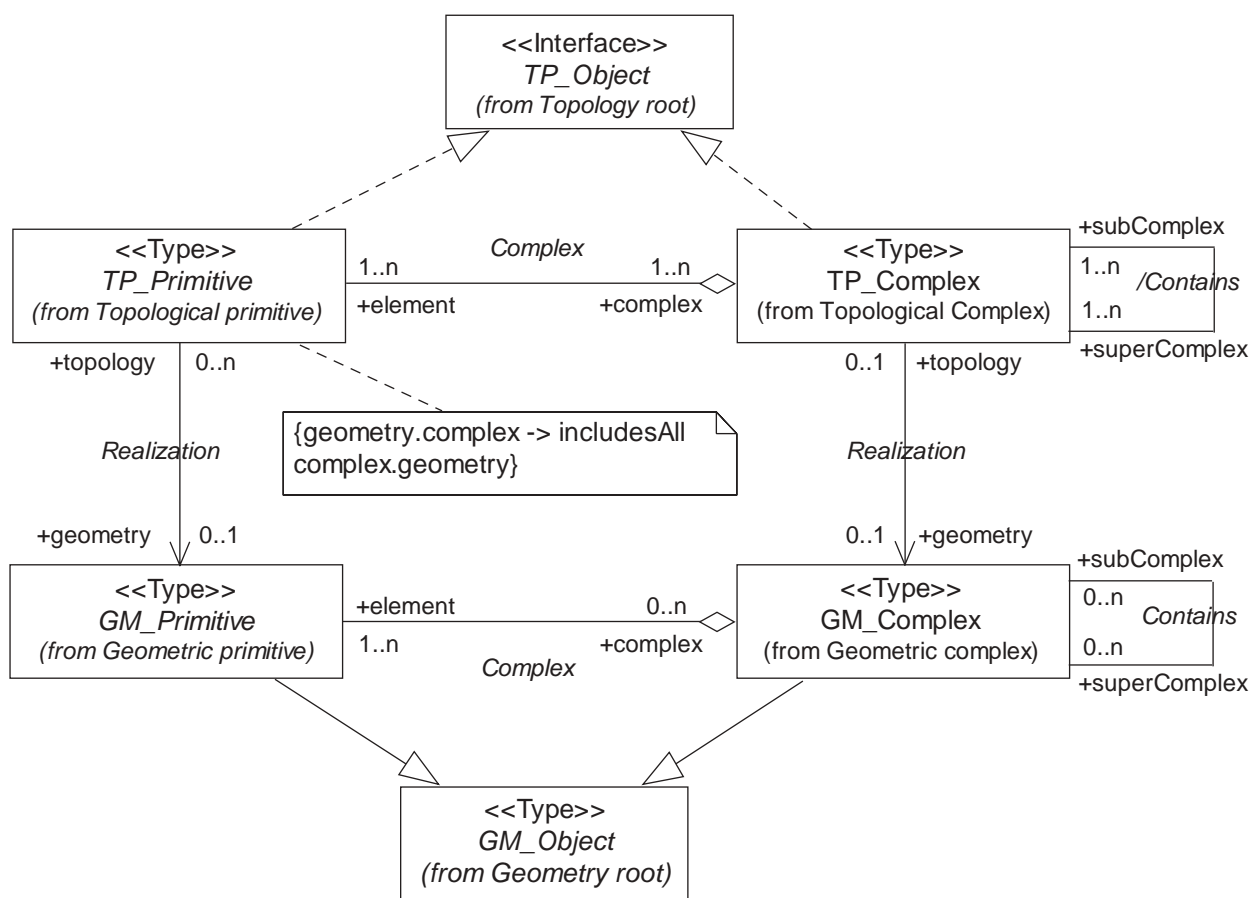 <<Interface>>
TP_Object
(from Topology root)
<<Type>>
TP_Primitive
(from Topological primitive)
1..n
+element
Complex
1..n
+complex
<<Type>>
TP_Complex
(from Topological Complex)
+subComplex
1..n
/Contains
1..n
+superComplex
+topology
0..n
0..1
+topology
Realization
{geometry.complex -> includesAll
complex.geometry}
Realization
+geometry
0..1
0..1
+geometry
<<Type>>
GM_Primitive
(from Geometric primitive)
+element
1..n
Complex
0..n
+complex
<<Type>>
GM_Complex
(from Geometric complex)
+subComplex
0..n
Contains
0..n
+superComplex
<<Type>>
GM_Object
(from Geometry root)